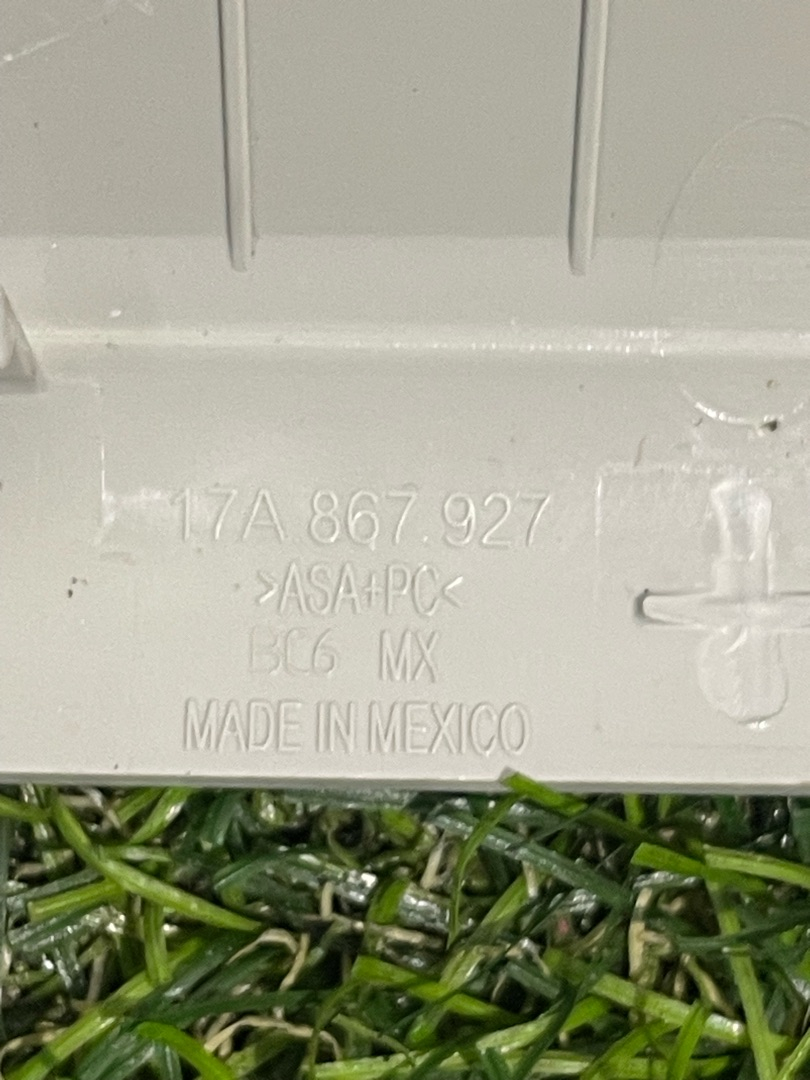 17A.867.927
>ASA+PC<
BC6 MX
MADE IN MEXICO